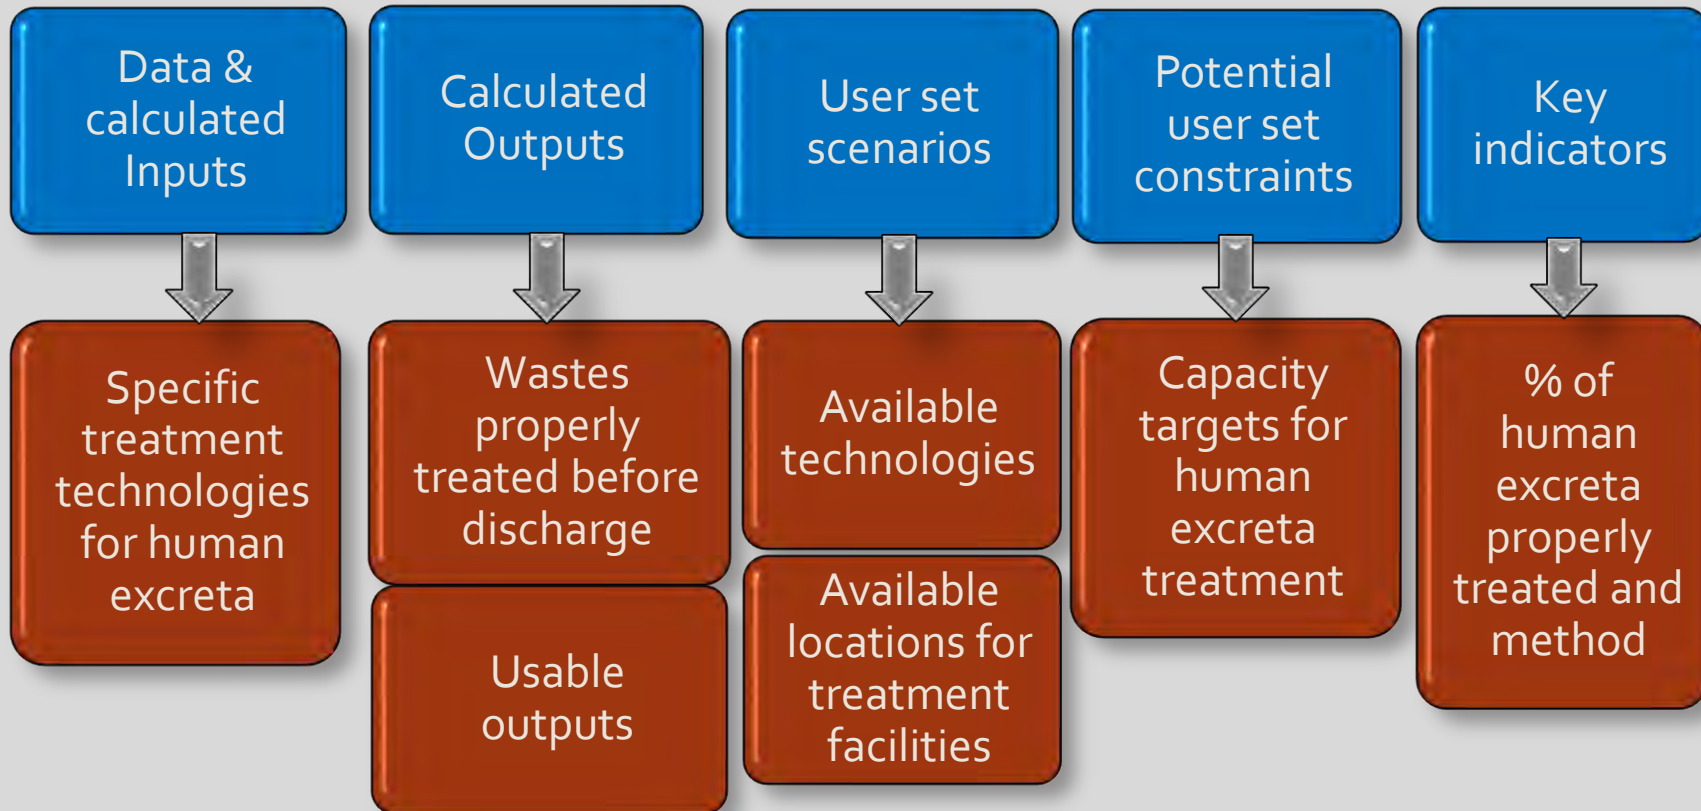 Data &
calculated
Inputs
Calculated
Outputs
User set
scenarios
Potential
user set
constraints
Key
indicators
Specific
treatment
technologies
for human
excreta
Wastes
properly
treated before
discharge
Usable
outputs
Available
technologies
Available
locations for
treatment
facilities
Capacity
targets for
human
excreta
treatment
% of
human
excreta
properly
treated and
method